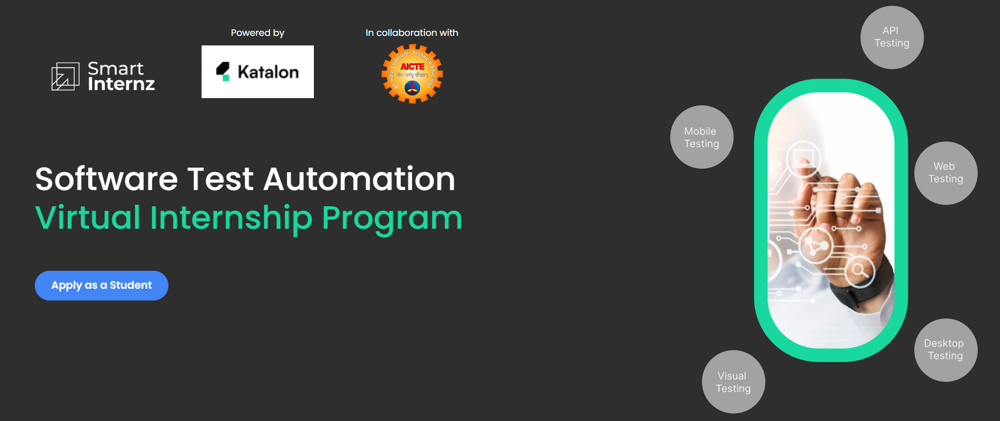 Powered by
In collaboration with
Smart
Internz
Katalon
All India Council for Technical Education
AICTE
Software Test Automation
Virtual Internship Program
Apply as a Student
API
Testing
Mobile
Testing
Web
Testing
Desktop
Testing
Visual
Testing